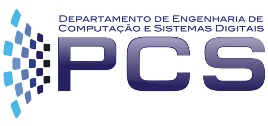 DEPARTAMENTO DE ENGENHARIA DE
COMPUTAÇÃO E SISTEMAS DIGITAIS
PCS